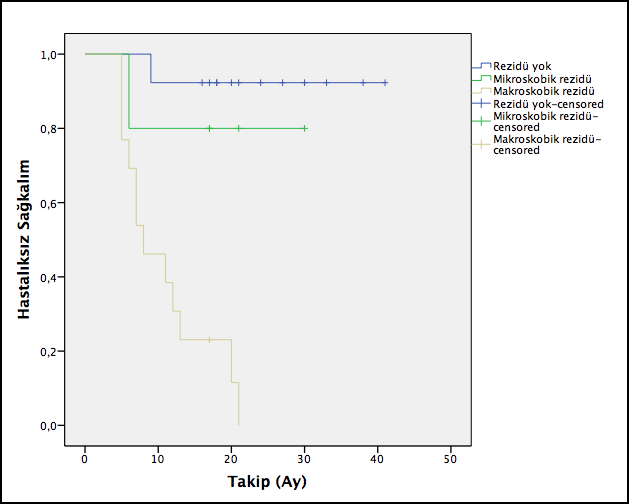 Hastalıksız Sağkalım
1,0
0,8
0,6
0,4
0,2
0,0
0 10 20 30 40 50
Takip (Ay)
Rezidü yok
Mikroskobik rezidü
Makroskobik rezidü
Rezidü yok-censored
Mikroskobik rezidü-
censored
Makroskobik rezidü-
censored